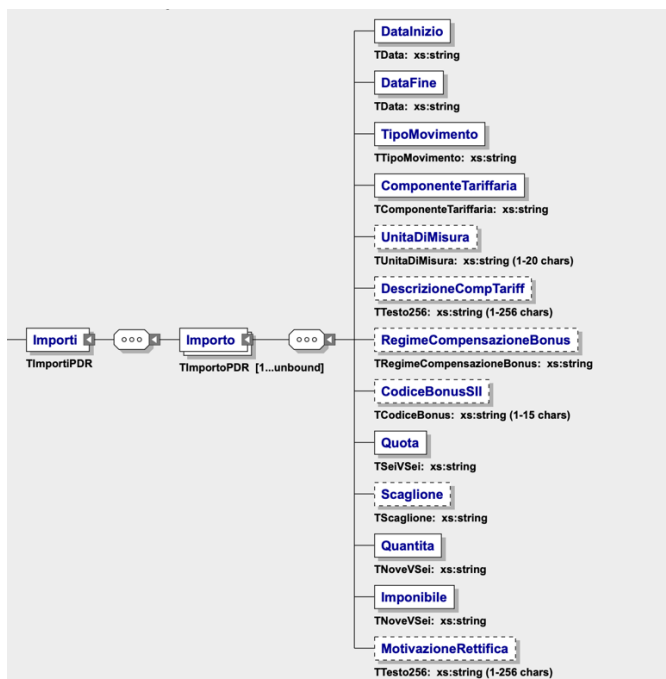 DataInizio
TData: xs:string
DataFine
TData: xs:string
TipoMovimento
TTipoMovimento: xs:string
ComponenteTariffaria
TComponenteTariffaria: xs:string
UnitaDiMisura
TUnitaDiMisura: xs:string (1-20 chars)
DescrizioneCompTariff
TTesto256: xs:string (1-256 chars)
Importi
TImportiPDR
Importo
TImportoPDR [1...unbound]
RegimeCompensazioneBonus
TRegimeCompensazioneBonus: xs:string
CodiceBonusSII
TCodiceBonus: xs:string (1-15 chars)
Quota
TSeiVSei: xs:string
Scaglione
TScaglione: xs:string
Quantita
TNoveVSei: xs:string
Imponibile
TNoveVSei: xs:string
MotivazioneRettifica
TTesto256: xs:string (1-256 chars)